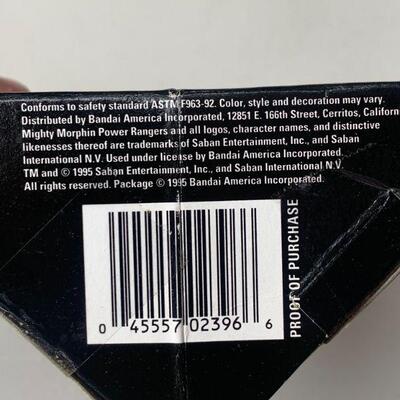 Conforms to safety standard ASTM F963-92. Color, style and decoration may vary.
Distributed by Bandai America Incorporated, 12851 E. 166th Street, Cerritos, Californ
Mighty Morphin Power Rangers and all logos, character names, and distinctive
likenesses thereof are trademarks of Saban Entertainment, Inc., and Saban
International N.V. Used under license by Bandai America Incorporated.
TM and © 1995 Saban Entertainment, Inc., and Saban International N.V.
All rights reserved. Package © 1995 Bandai America Incorporated.
0 45557 02396 6
PROOF OF PURCHASE